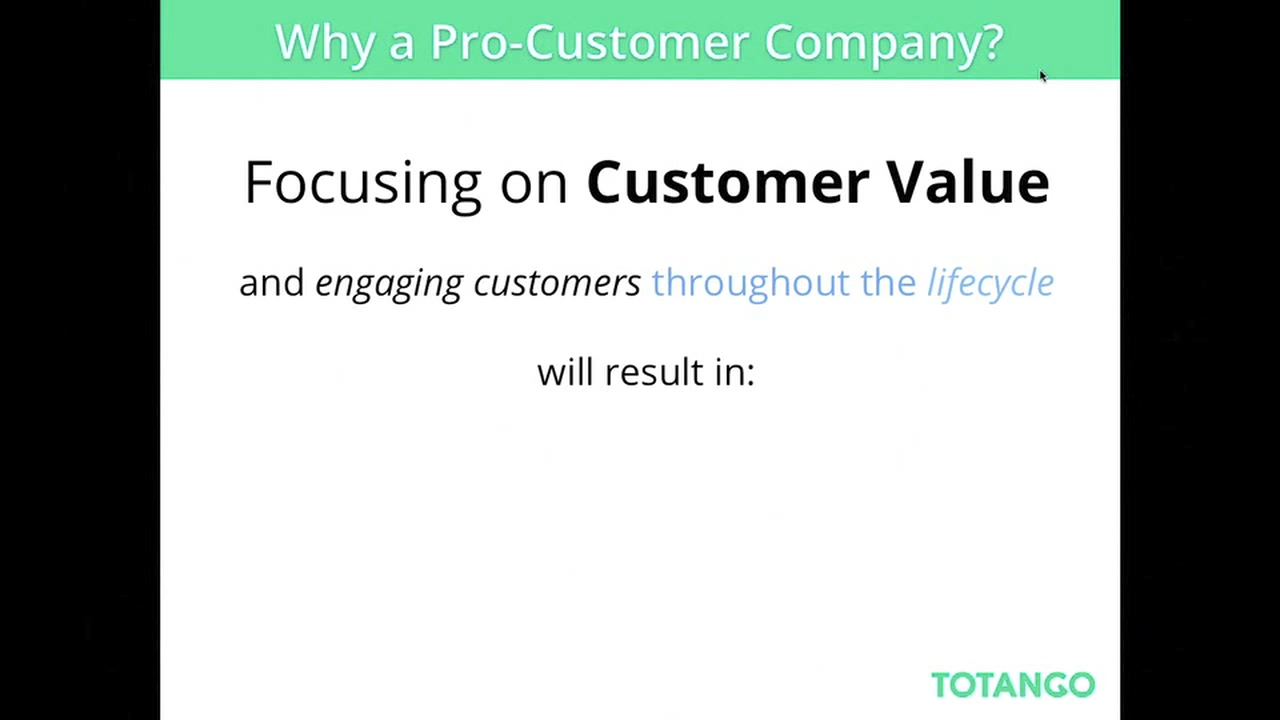 Why a Pro-Customer Company?
Focusing on Customer Value
and engaging customers throughout the lifecycle
will result in:
TOTANGO